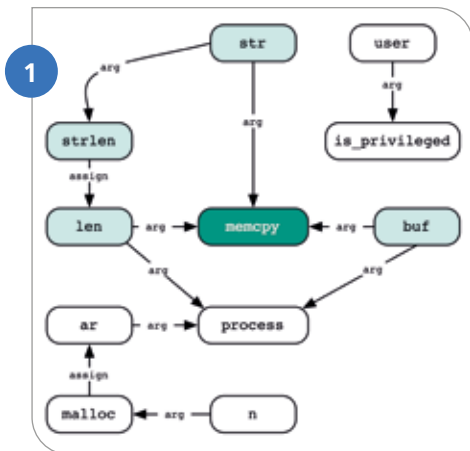 1
str
user
arg
arg
arg
strlen
is_privileged
assign
len
arg
memcpy
arg
buf
arg
arg
ar
arg
process
assign
malloc
arg
n